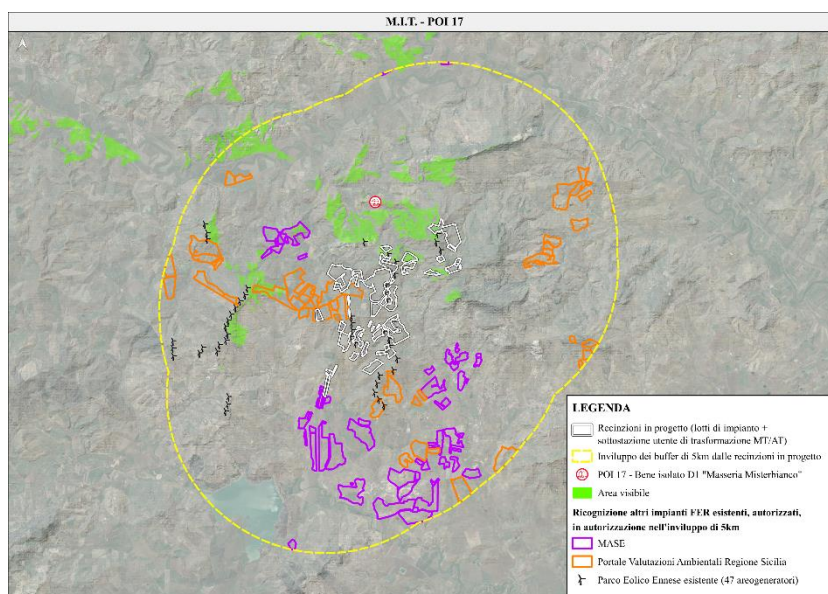 M.I.T. - POI 17
LEGENDA
Recinzioni in progetto (lotti di impianto +
sottostazione utente di trasformazione MT/AT)
Inviluppo dei buffer di 5km dalle recinzioni in progetto
POI 17 - Bene isolato D1 "Masseria Misterbianco"
Area visibile
Ricognizione altri impianti FER esistenti, autorizzati,
in autorizzazione nell'inviluppo di 5km
MASE
Portale Valutazioni Ambientali Regione Sicilia
Parco Eolico Ennese esistente (47 areogeneratori)